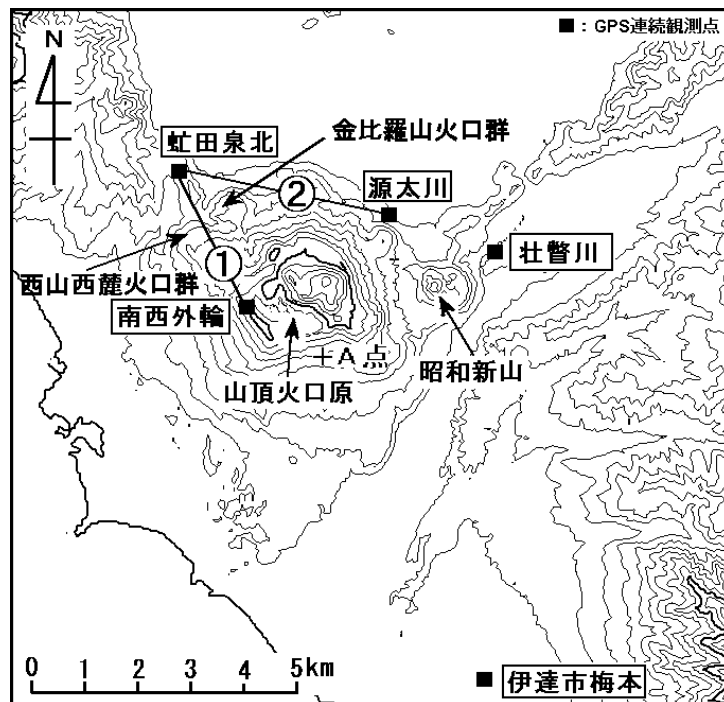 ■：GPS連続観測点
N
金比羅山火口群
虻田泉北
②
源太川
壮瞥川
①
西山西麓火口群
南西外輪
＋A点
昭和新山
山頂火口原
0 1 2 3 4 5km
■ 伊達市梅本